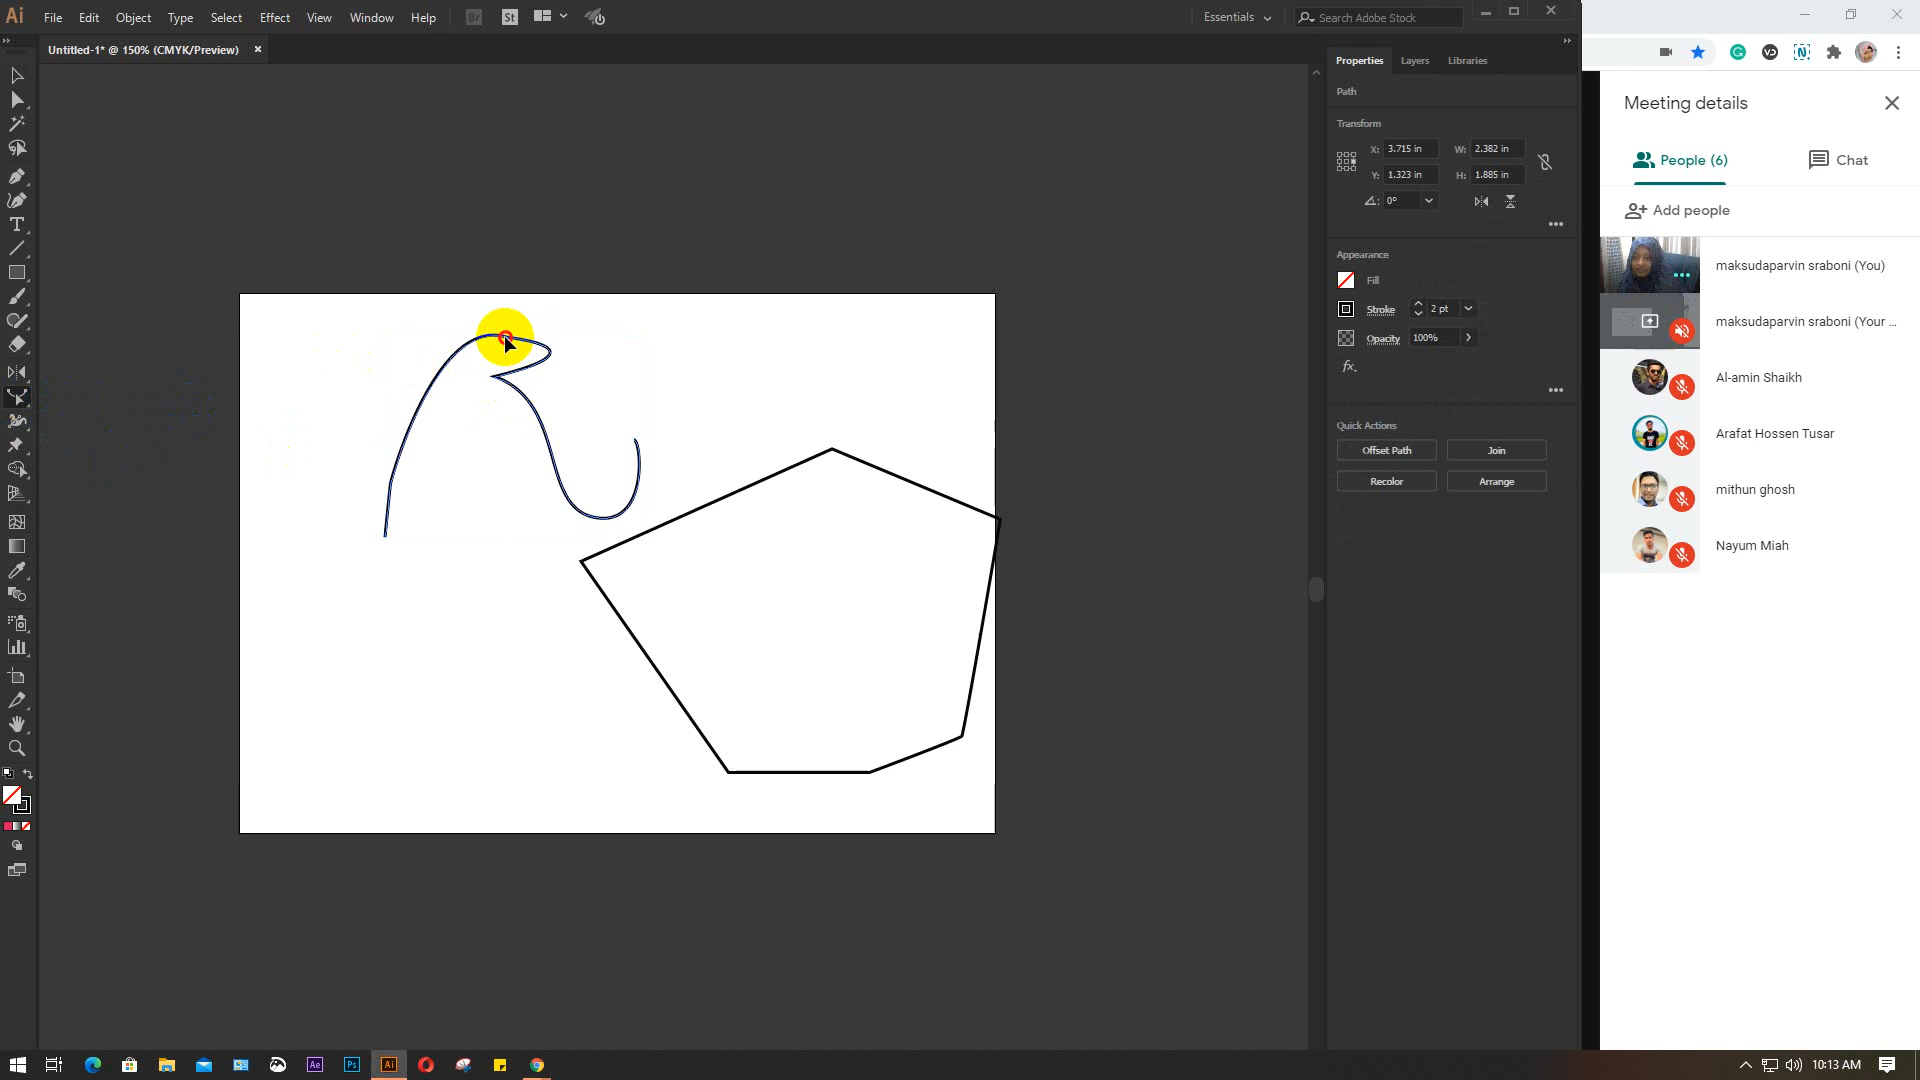 Ai File Edit Object Type Select Effect View Window Help Br St Essentials Search Adobe Stock
Untitled-1* @ 150% (CMYK/Preview) ×
Properties Layers Libraries
Path
Transform
X: 3.715 in W: 2.382 in
Y: 1.323 in H: 1.885 in
0°
Appearance
Fill
Stroke 2 pt
Opacity 100%
fx.
Quick Actions
Offset Path Join
Recolor Arrange
Meeting details
People (6) Chat
Add people
maksudaparvin sraboni (You)
maksudaparvin sraboni (Your ...
Al-amin Shaikh
Arafat Hossen Tusar
mithun ghosh
Nayum Miah
Ae Ps Ai 10:13 AM